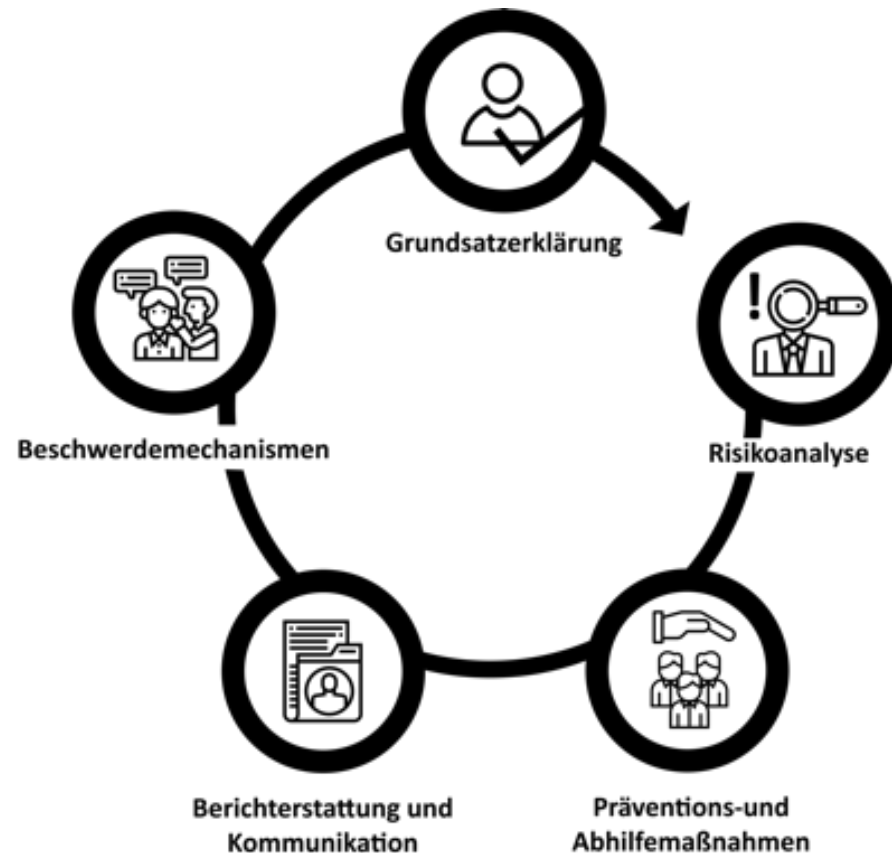 Grundsatzerklärung
Beschwerdemechanismen
Risikoanalyse
Berichterstattung und
Kommunikation
Präventions-und
Abhilfemaßnahmen